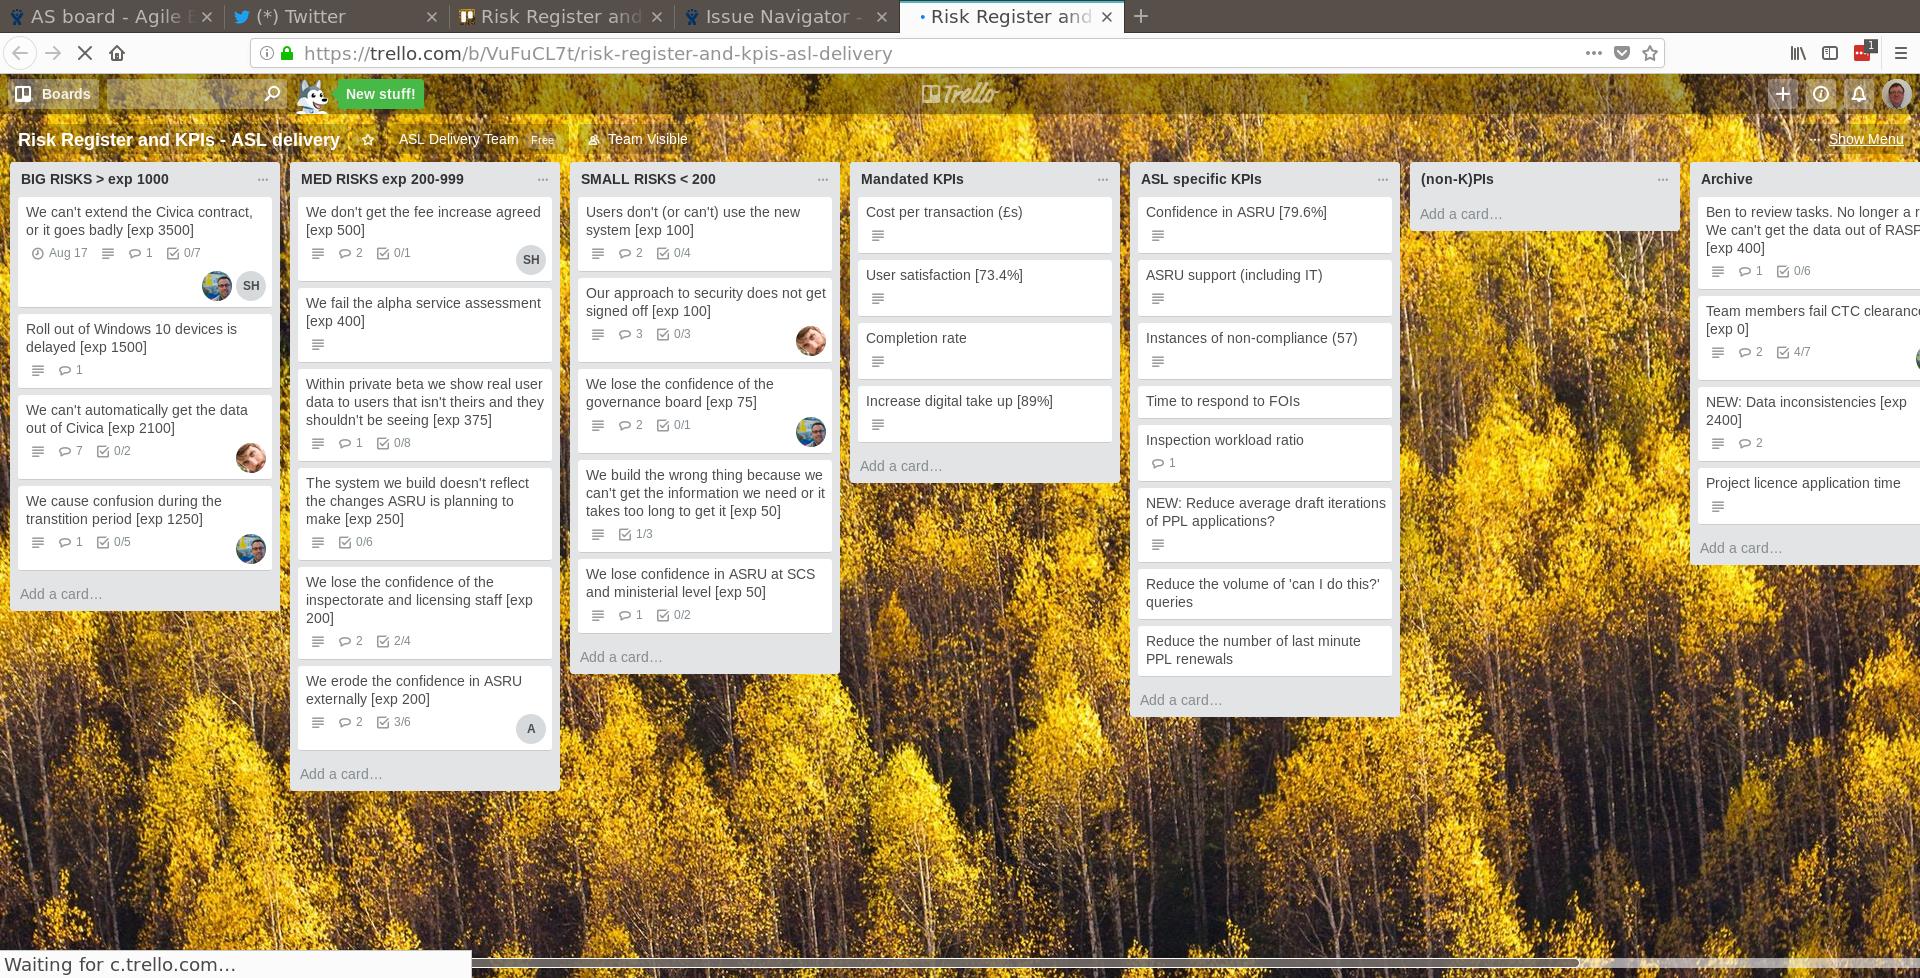 AS board - Agile
(*) Twitter
Risk Register and
Issue Navigator -
Risk Register and
https://trello.com/b/VuFuCL7t/risk-register-and-kpis-asl-delivery
1
Boards
New stuff!
Trello
Risk Register and KPIs - ASL delivery
ASL Delivery Team
Free
Team Visible
Show Menu
BIG RISKS > exp 1000
We can't extend the Civica contract,
or it goes badly [exp 3500]
Aug 17
1
0/7
SH
Roll out of Windows 10 devices is
delayed [exp 1500]
1
We can't automatically get the data
out of Civica [exp 2100]
7
0/2
We cause confusion during the
transtition period [exp 1250]
1
0/5
Add a card…
MED RISKS exp 200-999
We don't get the fee increase agreed
[exp 500]
2
0/1
SH
We fail the alpha service assessment
[exp 400]
Within private beta we show real user
data to users that isn't theirs and they
shouldn't be seeing [exp 375]
1
0/8
The system we build doesn't reflect
the changes ASRU is planning to
make [exp 250]
0/6
We lose the confidence of the
inspectorate and licensing staff [exp
200]
2
2/4
We erode the confidence in ASRU
externally [exp 200]
2
3/6
A
Add a card…
SMALL RISKS < 200
Users don't (or can't) use the new
system [exp 100]
2
0/4
Our approach to security does not get
signed off [exp 100]
3
0/3
We lose the confidence of the
governance board [exp 75]
2
0/1
We build the wrong thing because we
can't get the information we need or it
takes too long to get it [exp 50]
1/3
We lose confidence in ASRU at SCS
and ministerial level [exp 50]
1
0/2
Add a card…
Mandated KPIs
Cost per transaction (£s)
User satisfaction [73.4%]
Completion rate
Increase digital take up [89%]
Add a card…
ASL specific KPIs
Confidence in ASRU [79.6%]
ASRU support (including IT)
Instances of non-compliance (57)
Time to respond to FOIs
Inspection workload ratio
1
NEW: Reduce average draft iterations
of PPL applications?
Reduce the volume of 'can I do this?'
queries
Reduce the number of last minute
PPL renewals
Add a card…
(non-K)PIs
Add a card…
Archive
Ben to review tasks. No longer a
We can't get the data out of RASP
[exp 400]
1
0/6
Team members fail CTC clearance
[exp 0]
2
4/7
NEW: Data inconsistencies [exp
2400]
2
Project licence application time
Add a card…
Waiting for c.trello.com…